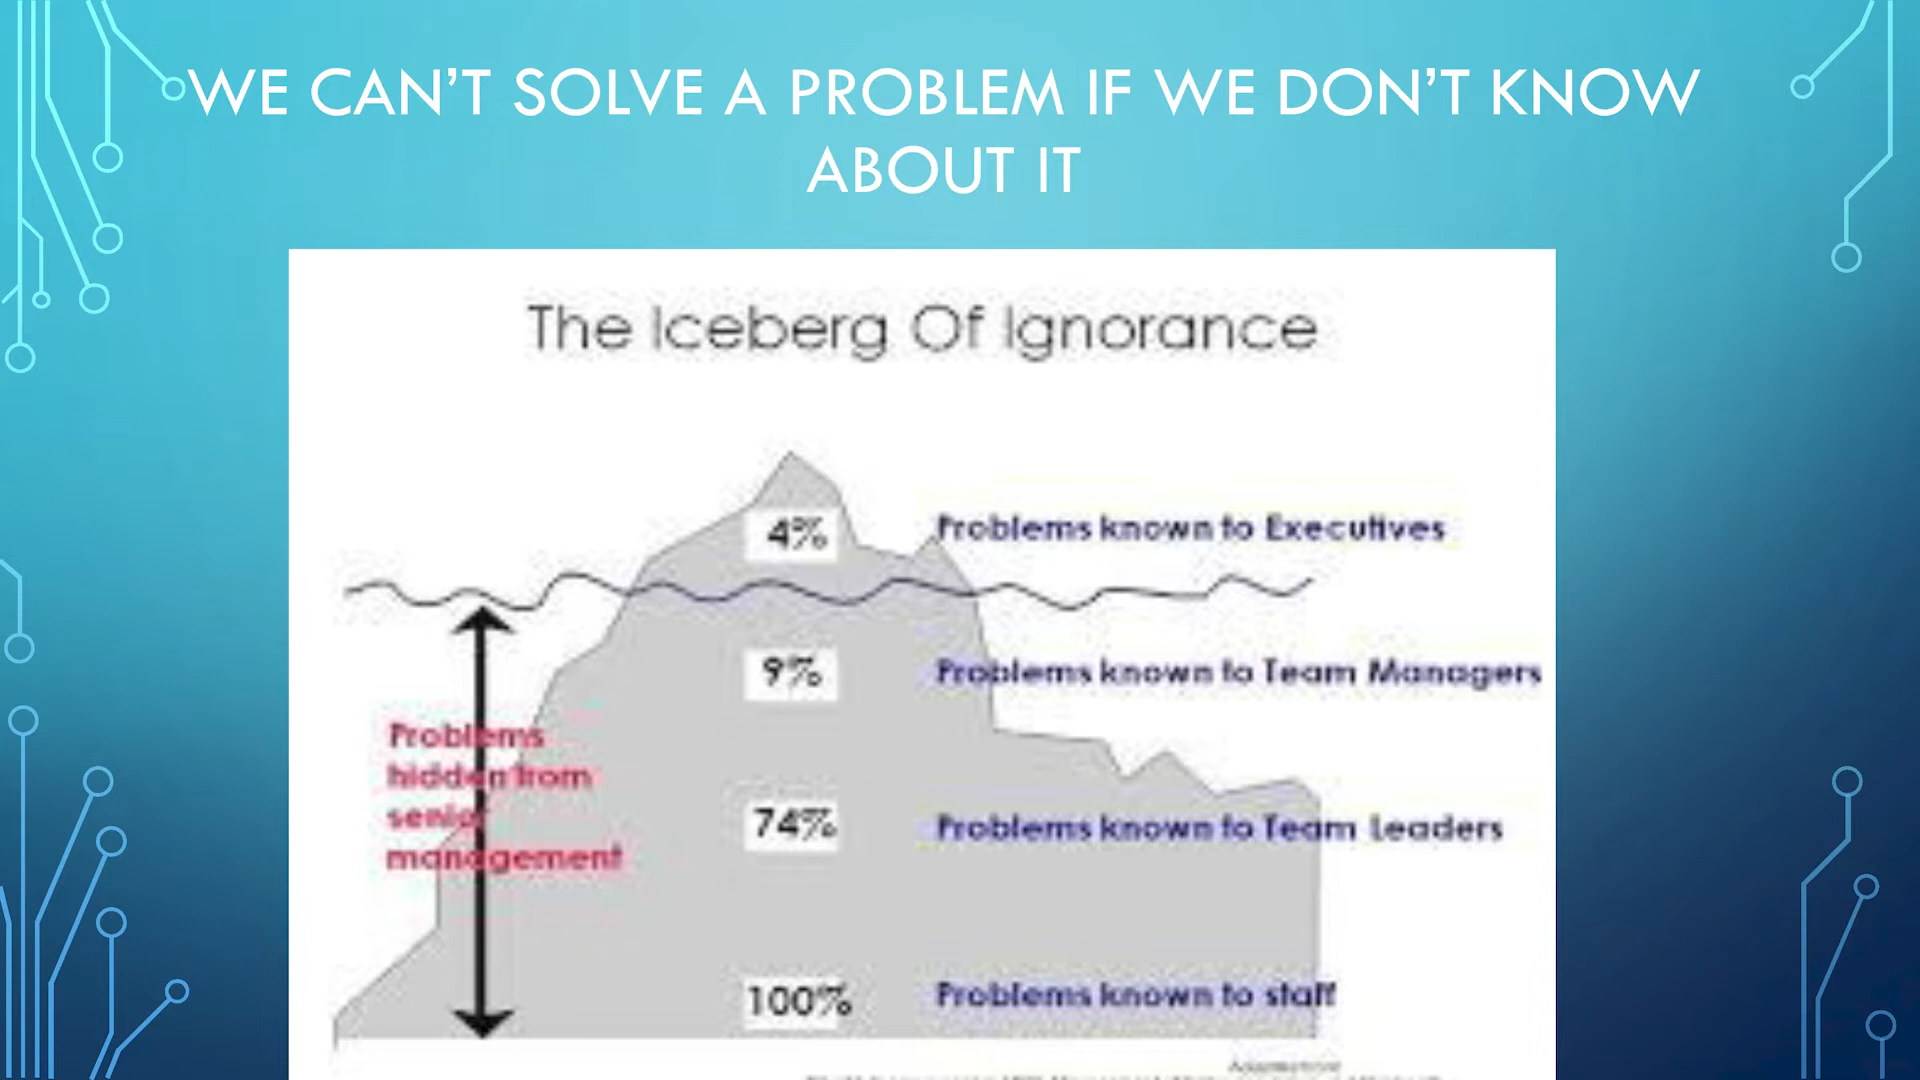 WE CAN'T SOLVE A PROBLEM IF WE DON'T KNOW
ABOUT IT
The Iceberg Of Ignorance
4% Problems known to Executives
9% Problems known to Team Managers
Problems
hidden from
senior
management
74% Problems known to Team Leaders
100% Problems known to staff